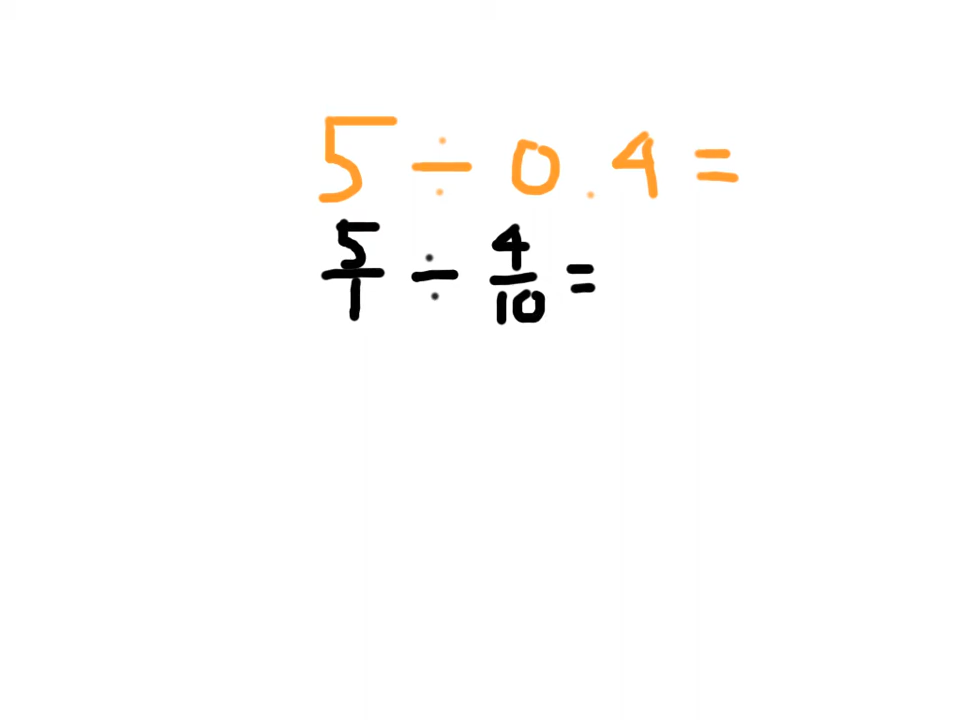 5 ÷ 0.4 =
5/1 ÷ 4/10 =